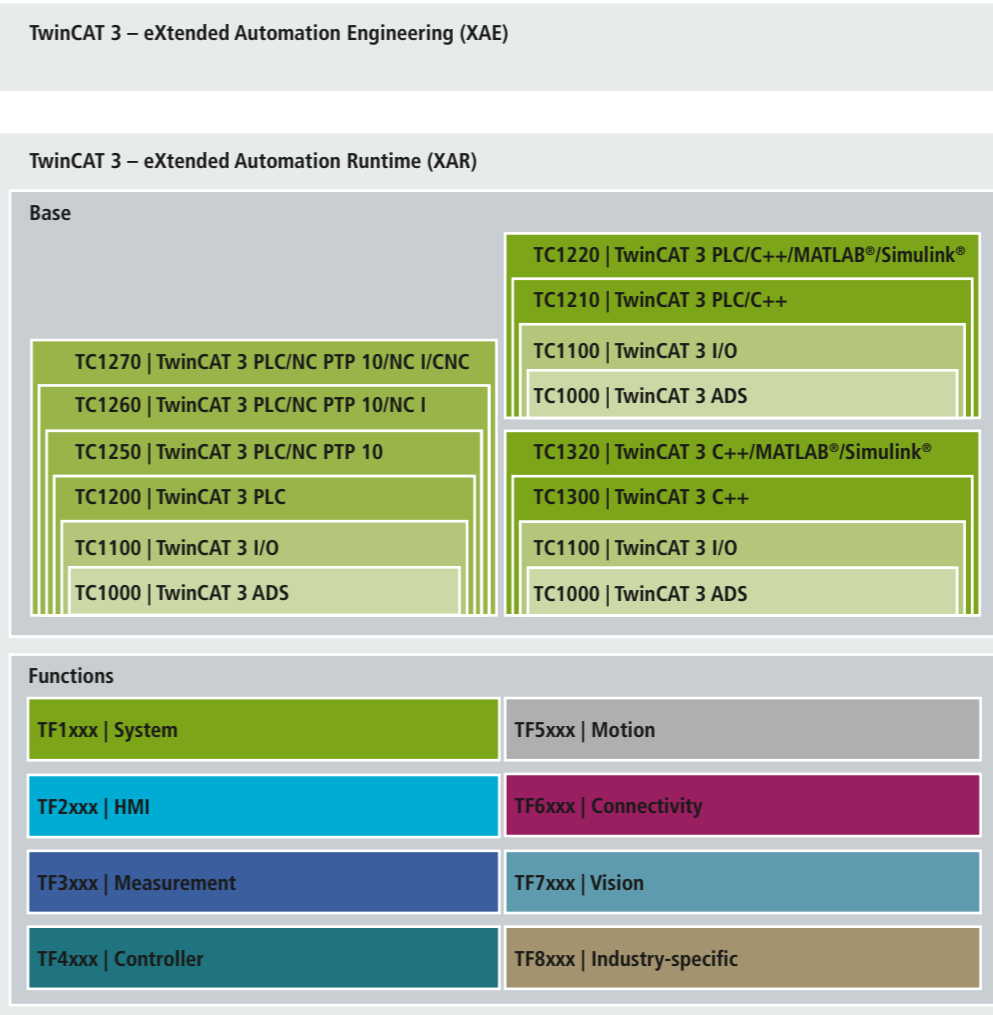 TwinCAT 3 – eXtended Automation Engineering (XAE)
TwinCAT 3 – eXtended Automation Runtime (XAR)
Base
TC1270 | TwinCAT 3 PLC/NC PTP 10/NC I/CNC
TC1260 | TwinCAT 3 PLC/NC PTP 10/NC I
TC1250 | TwinCAT 3 PLC/NC PTP 10
TC1200 | TwinCAT 3 PLC
TC1100 | TwinCAT 3 I/O
TC1000 | TwinCAT 3 ADS
TC1220 | TwinCAT 3 PLC/C++/MATLAB®/Simulink®
TC1210 | TwinCAT 3 PLC/C++
TC1100 | TwinCAT 3 I/O
TC1000 | TwinCAT 3 ADS
TC1320 | TwinCAT 3 C++/MATLAB®/Simulink®
TC1300 | TwinCAT 3 C++
TC1100 | TwinCAT 3 I/O
TC1000 | TwinCAT 3 ADS
Functions
TF1xxx | System
TF2xxx | HMI
TF3xxx | Measurement
TF4xxx | Controller
TF5xxx | Motion
TF6xxx | Connectivity
TF7xxx | Vision
TF8xxx | Industry-specific